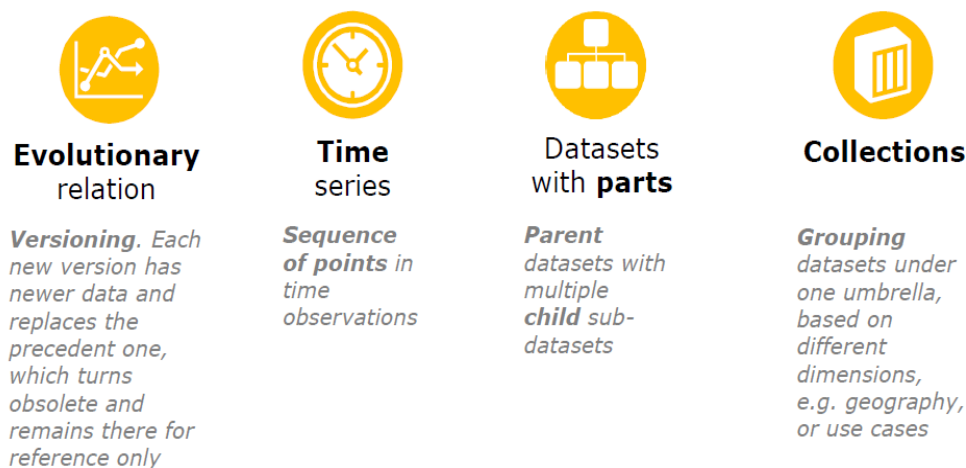 Evolutionary
relation
Versioning. Each
new version has
newer data and
replaces the
precedent one,
which turns
obsolete and
remains there for
reference only
Time
series
Sequence
of points in
time
observations
Datasets
with parts
Parent
datasets with
multiple
child sub-
datasets
Collections
Grouping
datasets under
one umbrella,
based on
different
dimensions,
e.g. geography,
or use cases